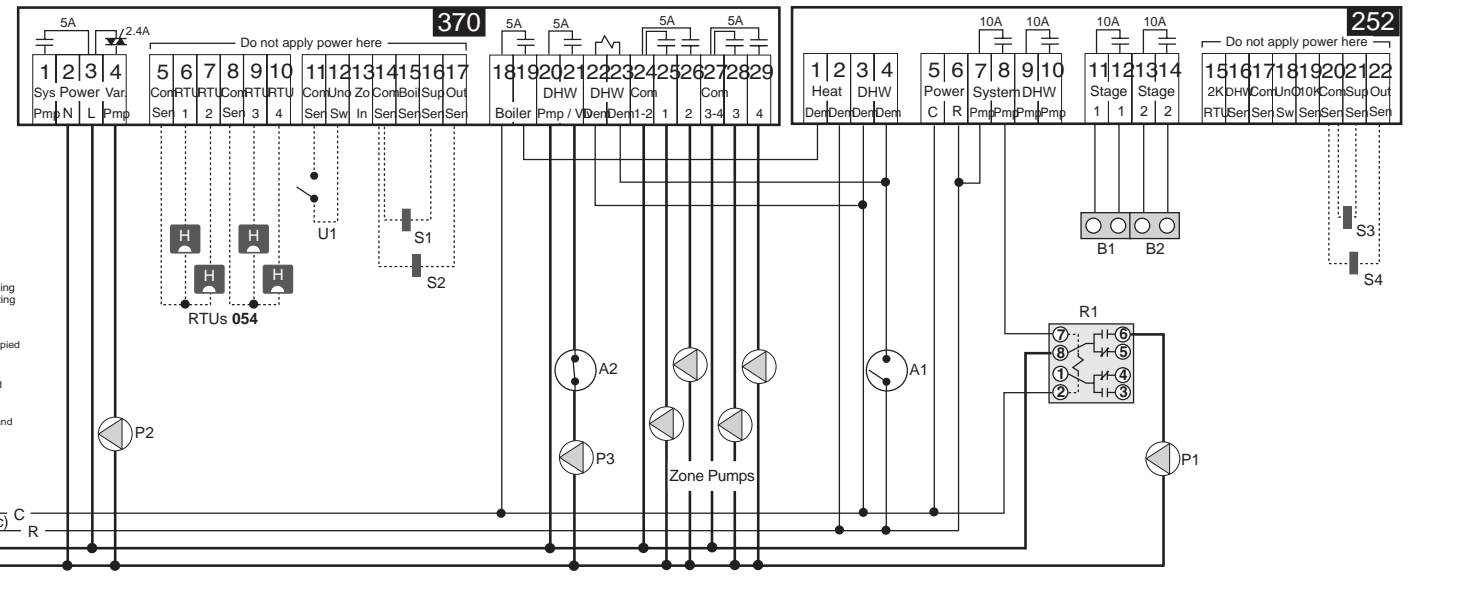 370
252
5A
2.4A
Do not apply power here
5A 5A 5A 5A
10A 10A 10A 10A
Do not apply power here
1 2 3 4
Sys Power Var.
Pmp N L Pmp
5 6 7 8 9 10
Com RTU RTU Com RTU RTU
Sen 1 2 Sen 3 4
11 12 13 14 15 16 17
Com Uno Zo Com Boil Sup Out
Sen Sw In Sen Sen Sen Sen
18 19 20 21 22 23 24 25 26 27 28 29
DHW DHW Com Com
Boiler Pmp / Vlv Dem Dem 1-2 1 2 3-4 3 4
1 2 3 4
Heat DHW
Dem Dem Dem Dem
5 6 7 8 9 10
Power System DHW
C R Pmp Pmp Pmp Pmp
11 12 13 14
Stage Stage
1 1 2 2
15 16 17 18 19 20 21 22
2K DHW Com UnO 10K Com Sup Out
RTU Sen Sen Sw Sen Sen Sen Sen
U1
S1
S2
H H
H H
RTUs 054
B1 B2
S3
S4
R1
7 6
8 5
1 4
2 3
A2
A1
P2
P3
Zone Pumps
P1
C
c)
R
ing
ing
pied
d
and